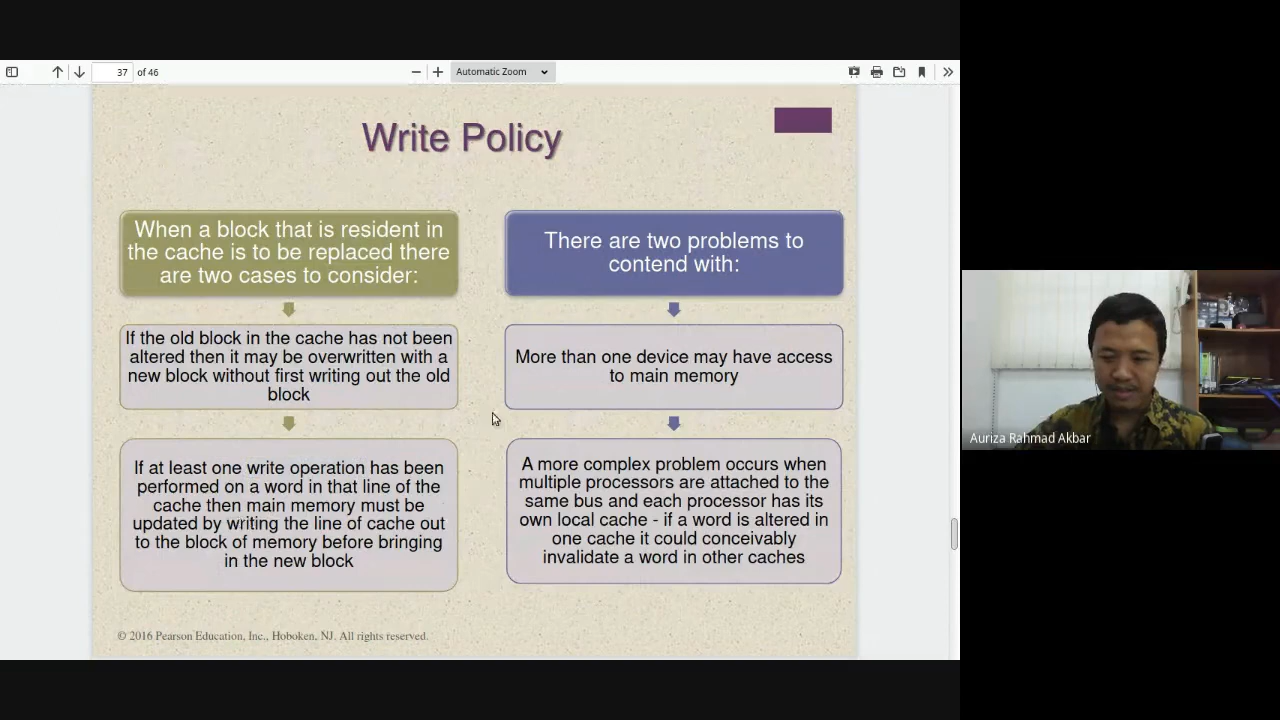 37 of 46
Automatic Zoom
Write Policy
When a block that is resident in
the cache is to be replaced there
are two cases to consider:
If the old block in the cache has not been
altered then it may be overwritten with a
new block without first writing out the old
block
If at least one write operation has been
performed on a word in that line of the
cache then main memory must be
updated by writing the line of cache out
to the block of memory before bringing
in the new block
There are two problems to
contend with:
More than one device may have access
to main memory
A more complex problem occurs when
multiple processors are attached to the
same bus and each processor has its
own local cache - if a word is altered in
one cache it could conceivably
invalidate a word in other caches
© 2016 Pearson Education, Inc., Hoboken, NJ. All rights reserved.
Auriza Rahmad Akbar